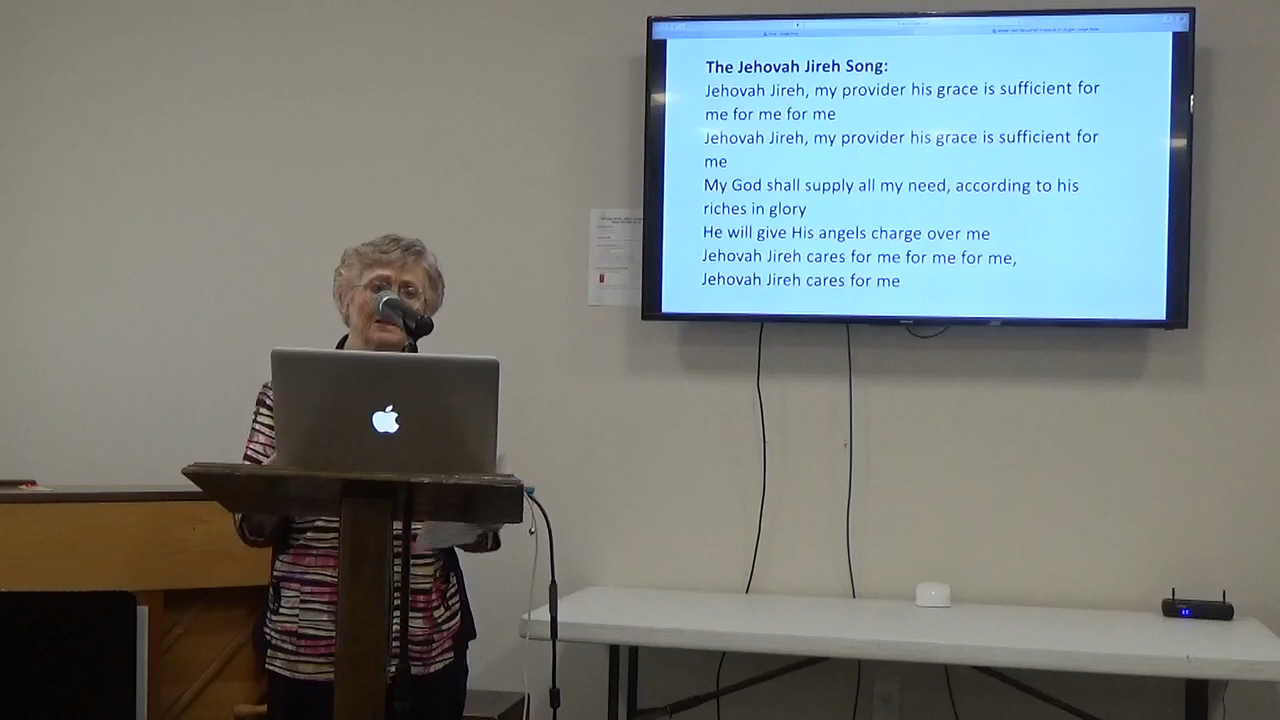 The Jehovah Jireh Song:
Jehovah Jireh, my provider his grace is sufficient for
me for me for me
Jehovah Jireh, my provider his grace is sufficient for
me
My God shall supply all my need, according to his
riches in glory
He will give His angels charge over me
Jehovah Jireh cares for me for me for me,
Jehovah Jireh cares for me